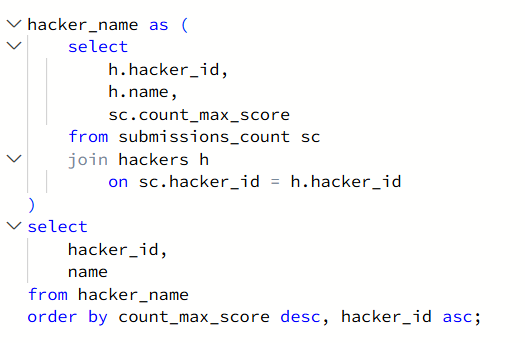 hacker_name as (
select
h.hacker_id,
h.name,
sc.count_max_score
from submissions_count sc
join hackers h
on sc.hacker_id = h.hacker_id
)
select
hacker_id,
name
from hacker_name
order by count_max_score desc, hacker_id asc;